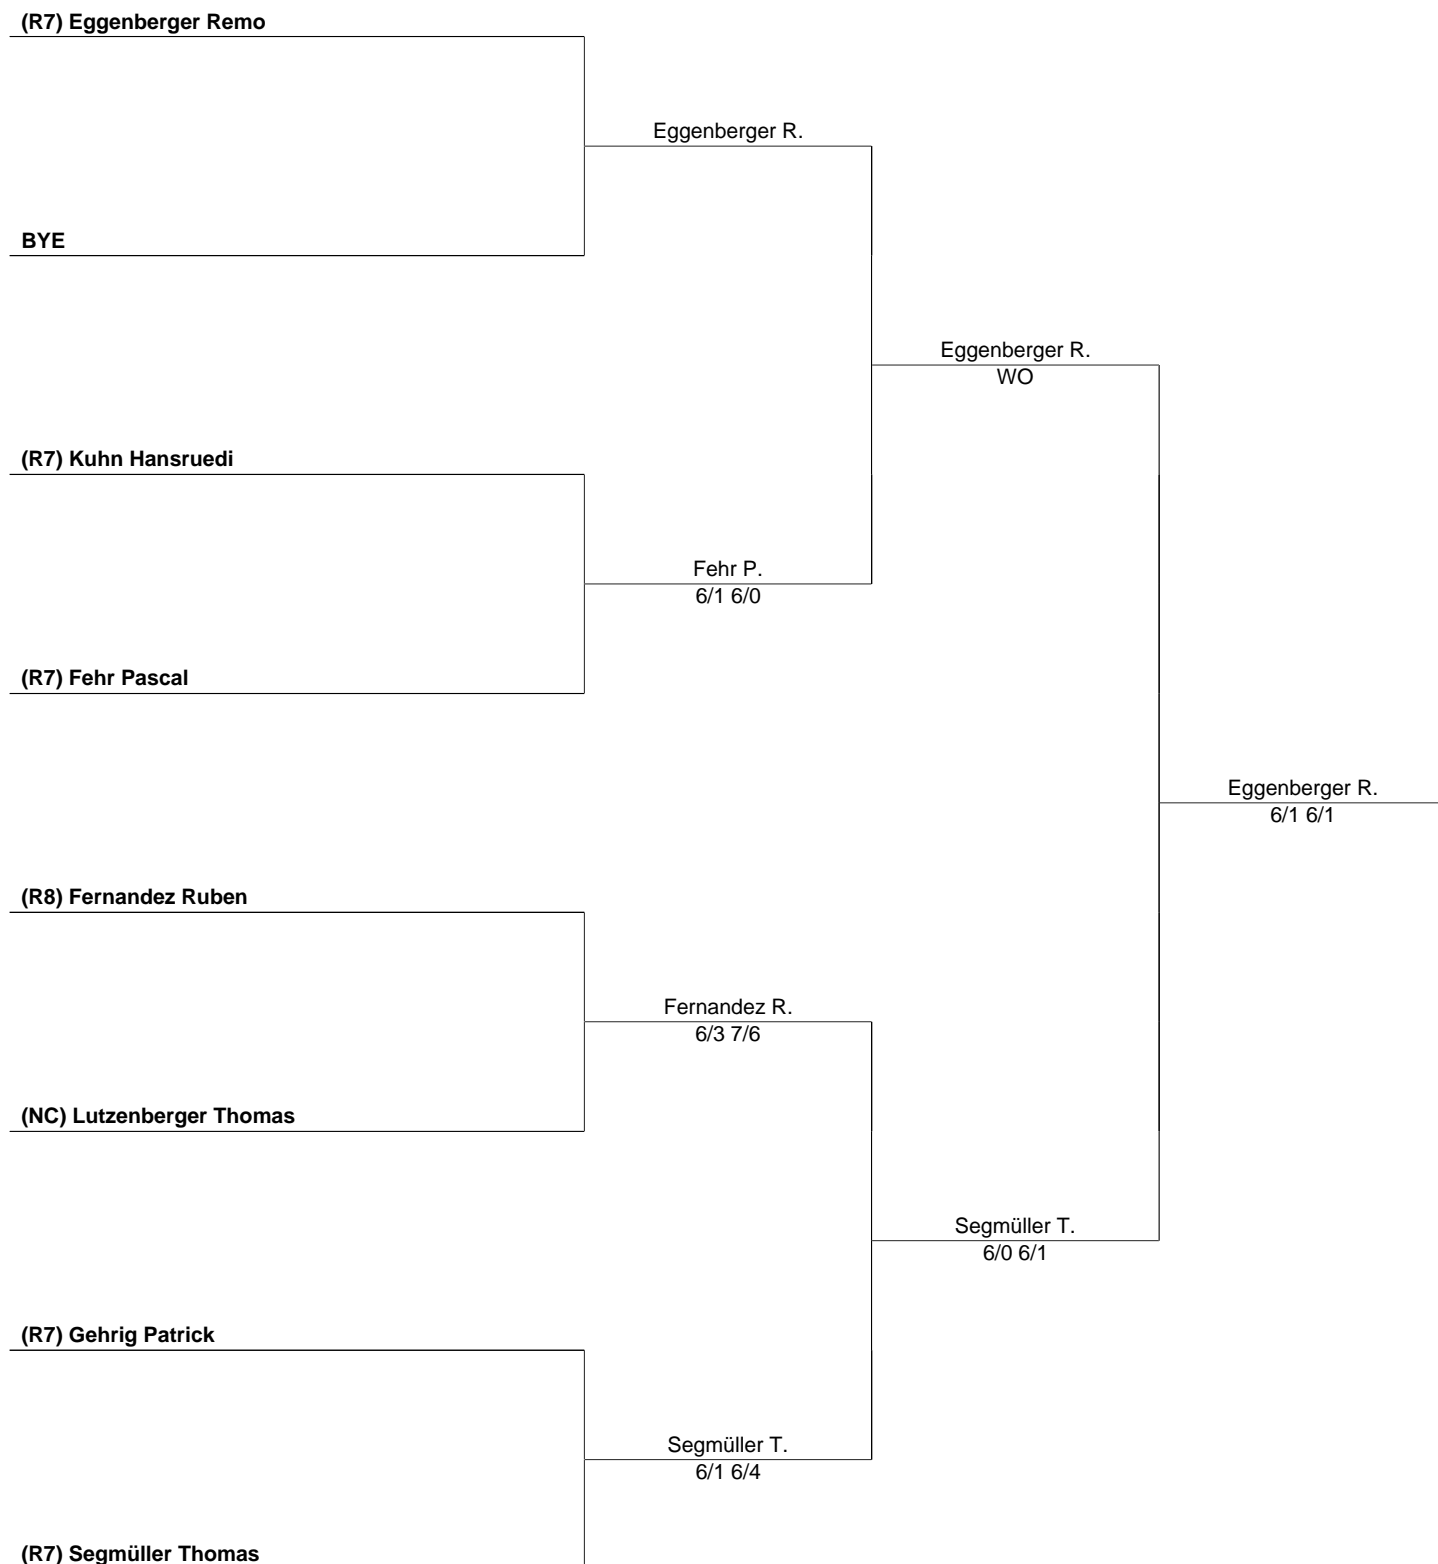 (R7) Eggenberger Remo
Eggenberger R.
BYE
Eggenberger R.
WO
(R7) Kuhn Hansruedi
Fehr P.
6/1 6/0
(R7) Fehr Pascal
Eggenberger R.
6/1 6/1
(R8) Fernandez Ruben
Fernandez R.
6/3 7/6
(NC) Lutzenberger Thomas
Segmüller T.
6/0 6/1
(R7) Gehrig Patrick
Segmüller T.
6/1 6/4
(R7) Segmüller Thomas